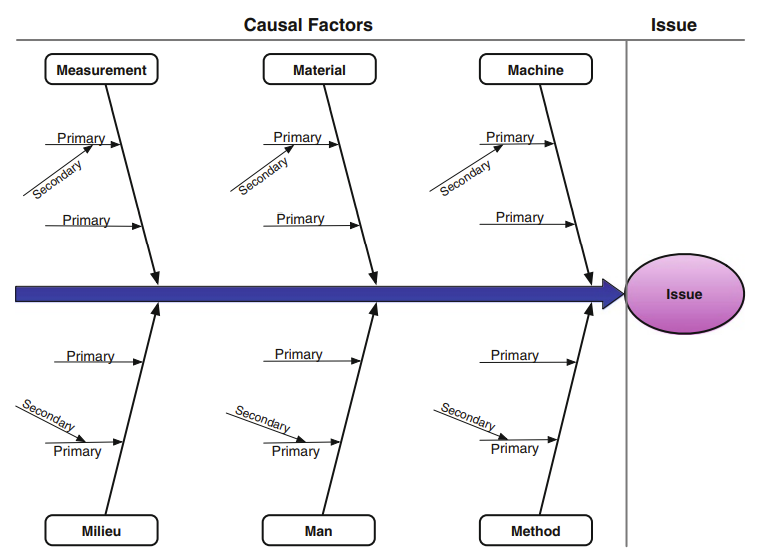 Causal Factors
Issue
Measurement
Material
Machine
Primary
Secondary
Primary
Primary
Secondary
Primary
Primary
Secondary
Primary
Issue
Primary
Secondary
Primary
Primary
Secondary
Primary
Primary
Secondary
Primary
Milieu
Man
Method